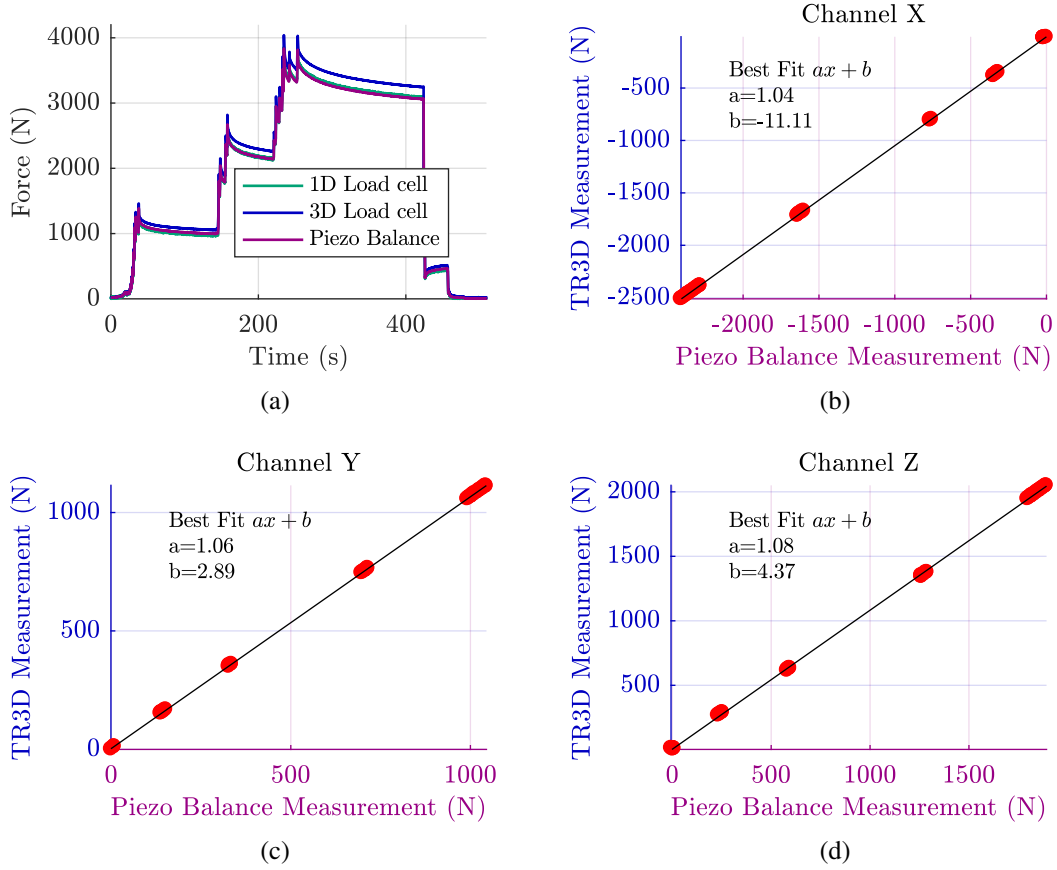 4000
3000
2000
1000
0
Force (N)
1D Load cell
3D Load cell
Piezo Balance
0
200
400
Time (s)
(a)
Channel X
-500
-1000
-1500
-2000
-2500
TR3D Measurement (N)
Best Fit ax + b
a=1.04
b=-11.11
-2000
-1500
-1000
-500
0
Piezo Balance Measurement (N)
(b)
Channel Y
1000
500
0
TR3D Measurement (N)
Best Fit ax + b
a=1.06
b=2.89
0
500
1000
Piezo Balance Measurement (N)
(c)
Channel Z
2000
1500
1000
500
TR3D Measurement (N)
Best Fit ax + b
a=1.08
b=4.37
0
500
1000
1500
Piezo Balance Measurement (N)
(d)